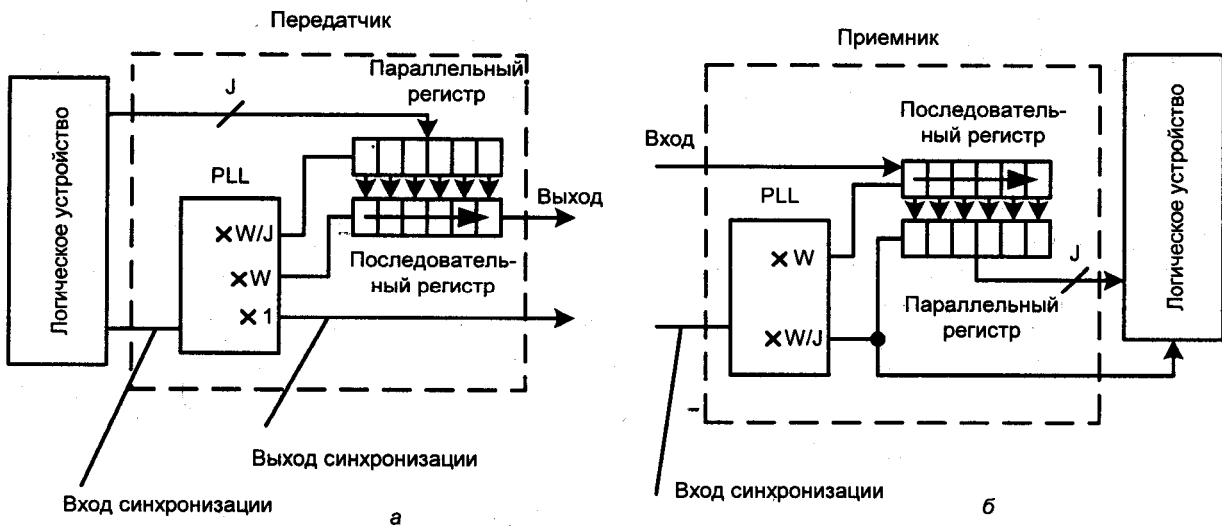 Передатчик
J
Параллельный
регистр
Логическое устройство
PLL
×W/J
×W
×1
Выход
Последователь-
ный регистр
Выход синхронизации
Вход синхронизации
а
Приемник
Последователь-
ный регистр
Вход
PLL
×W
×W/J
J
Параллельный
регистр
Логическое устройство
Вход синхронизации
б